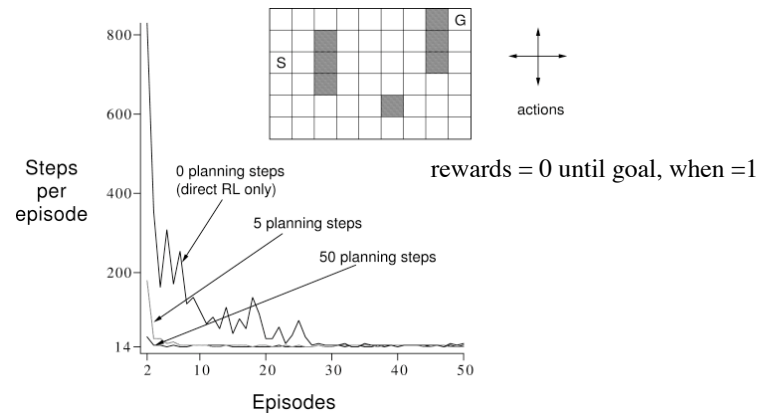 800
600
400
200
14
2
10
20
30
40
50
Steps
per
episode
Episodes
0 planning steps
(direct RL only)
5 planning steps
50 planning steps
S
G
actions
rewards = 0 until goal, when =1